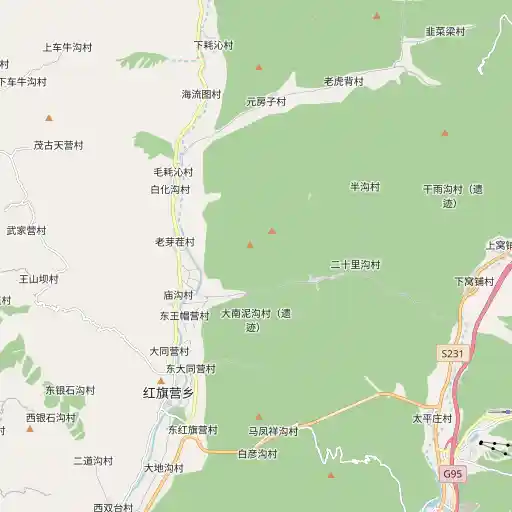 韭菜梁村
下耗沁村
上车牛沟村
村
下车牛沟村
老虎背村
海流图村
元房子村
茂古天营村
毛耗沁村
白化沟村
半沟村
干雨沟村（遗
迹）
武家营村
老芽茬村
上窝铺
二十里沟村
王山坝村
下窝铺村
庙沟村
大南泥沟村（遗
迹）
东王帽营村
大同营村
S231
东大同营村
东银石沟村
红旗营乡
西银石沟村
太平庄村
村
东红旗营村
马凤祥沟村
白彦沟村
二道沟村
大地沟村
G95
西双台村